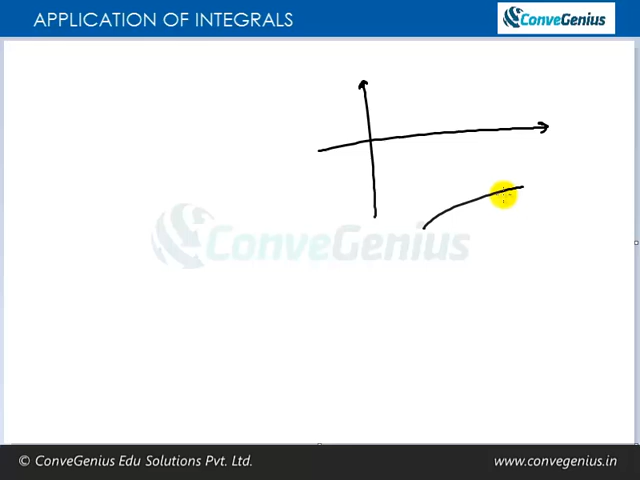 APPLICATION OF INTEGRALS
ConveGenius
ConveGenius
© ConveGenius Edu Solutions Pvt. Ltd.
www.convegenius.in